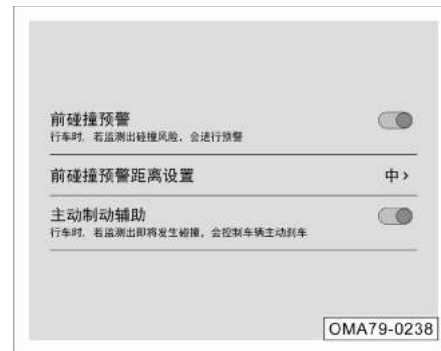 前碰撞预警
行车时,若监测出碰撞风险,会进行预警
前碰撞预警距离设置
中 ›
主动制动辅助
行车时,若监测出即将发生碰撞,会控制车辆主动刹车
OMA79-0238